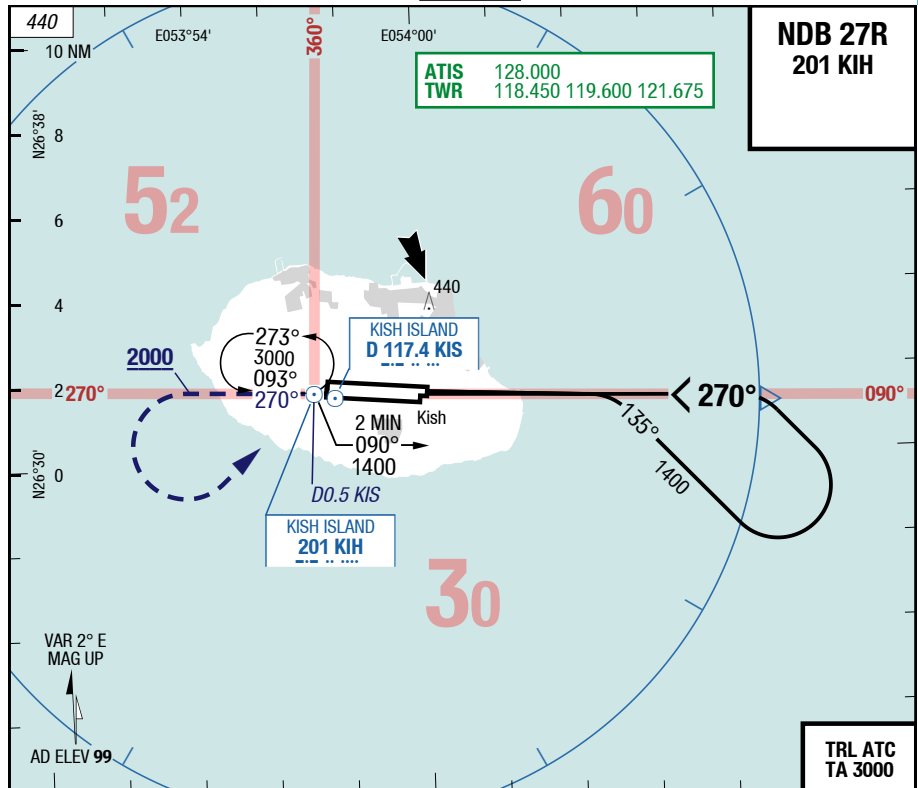 440
10 NM
E053°54'
360°
E054°00'
NDB 27R
201 KIH
ATIS 128.000
TWR 118.450 119.600 121.675
N26°38'
8
52
60
6
4
440
KISH ISLAND
D 117.4 KIS
273°
3000
093°
2000
2
270°
270°
270°
090°
Kish
2 MIN
090°
1400
135°
1400
N26°30'
0
D0.5 KIS
KISH ISLAND
201 KIH
30
VAR 2° E
MAG UP
AD ELEV 99
TRL ATC
TA 3000